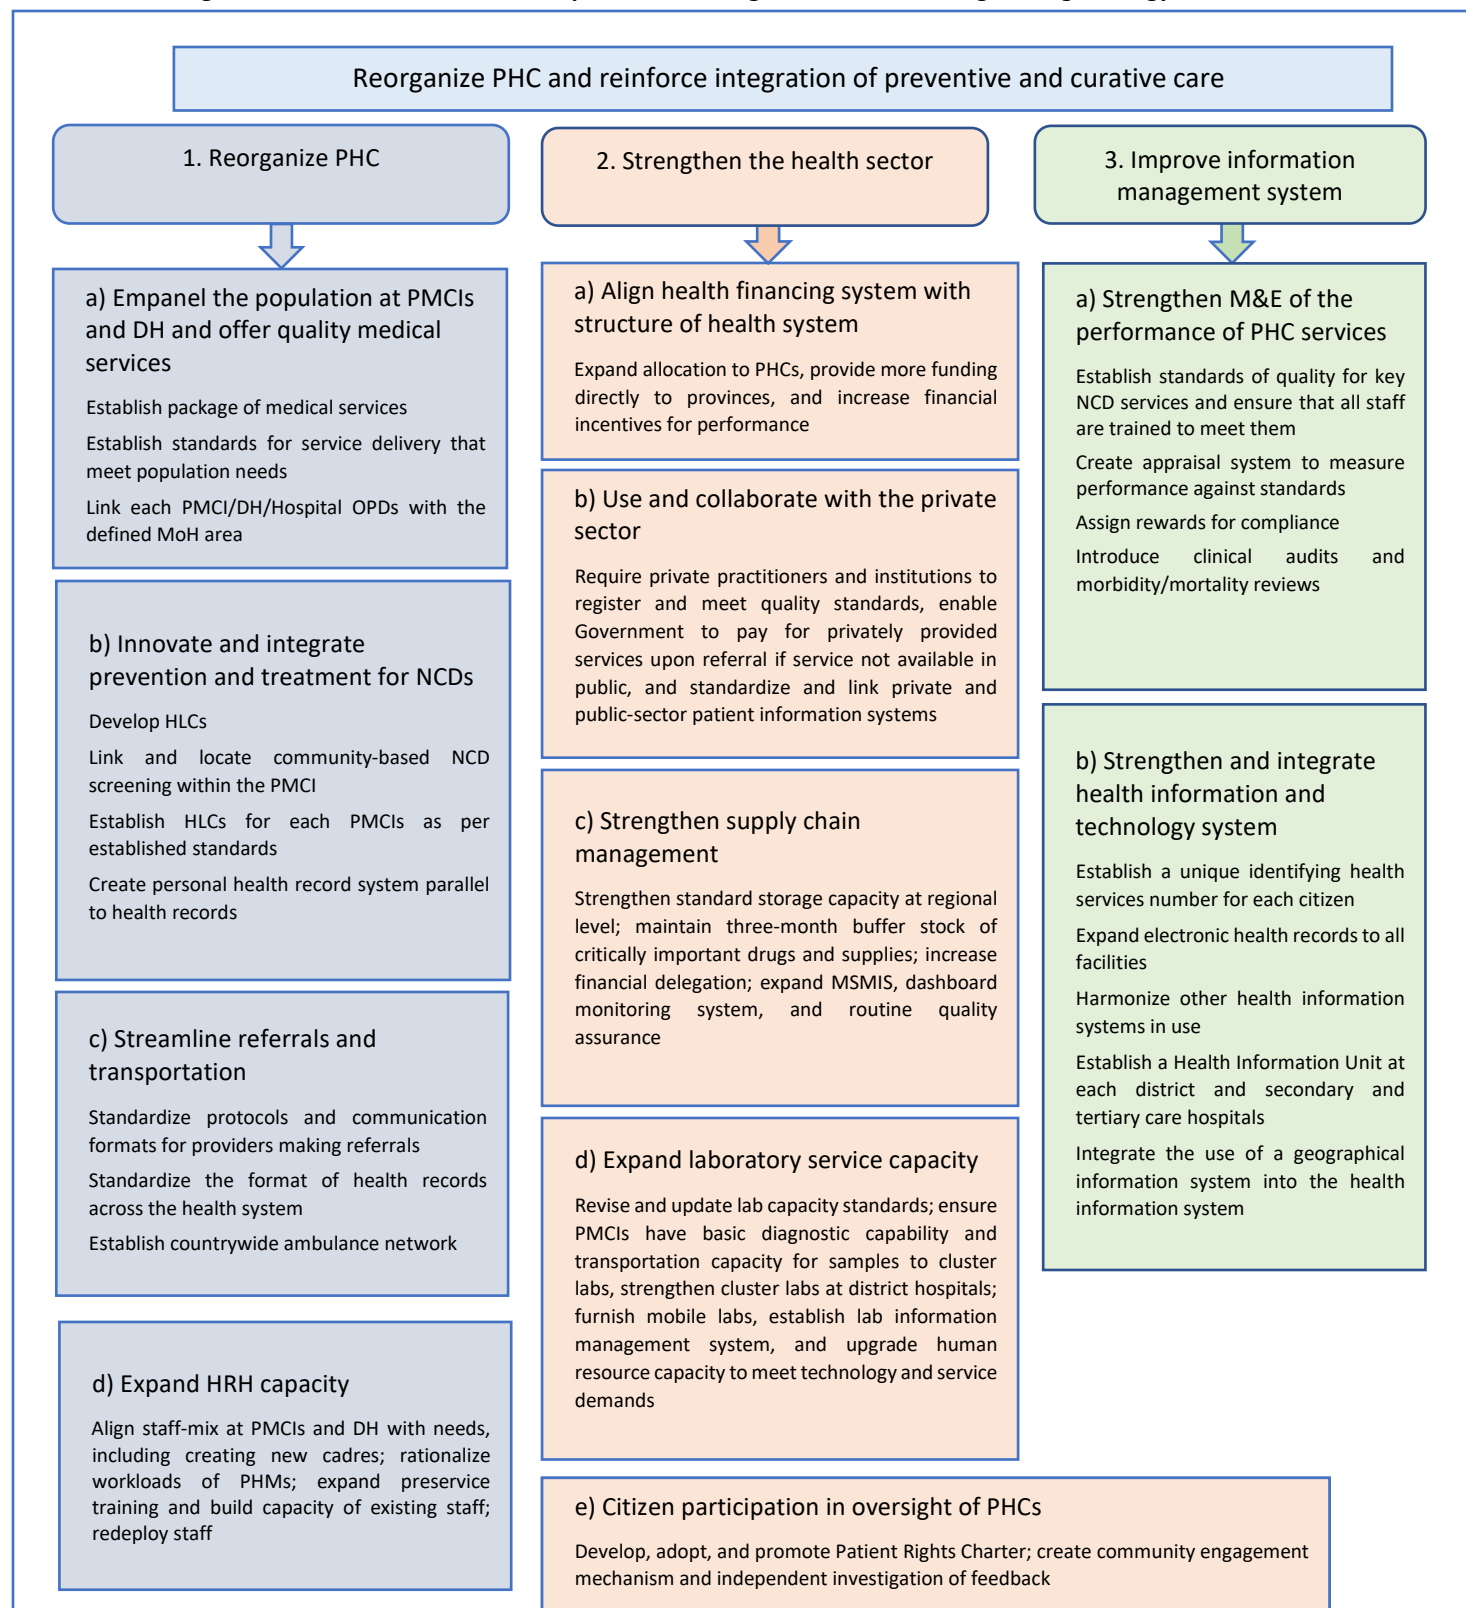 Reorganize PHC and reinforce integration of preventive and curative care
1. Reorganize PHC
a) Empanel the population at PMCIs
and DH and offer quality medical
services
Establish package of medical services
Establish standards for service delivery that
meet population needs
Link each PMCI/DH/Hospital OPDs with the
defined MoH area
b) Innovate and integrate
prevention and treatment for NCDs
Develop HLCs
Link and locate community-based NCD
screening within the PMCI
Establish HLCs for each PMCIs as per
established standards
Create personal health record system parallel
to health records
c) Streamline referrals and
transportation
Standardize protocols and communication
formats for providers making referrals
Standardize the format of health records
across the health system
Establish countrywide ambulance network
d) Expand HRH capacity
Align staff-mix at PMCIs and DH with needs,
including creating new cadres; rationalize
workloads of PHMs; expand preservice
training and build capacity of existing staff;
redeploy staff
2. Strengthen the health sector
a) Align health financing system with
structure of health system
Expand allocation to PHCs, provide more funding
directly to provinces, and increase financial
incentives for performance
b) Use and collaborate with the private
sector
Require private practitioners and institutions to
register and meet quality standards, enable
Government to pay for privately provided
services upon referral if service not available in
public, and standardize and link private and
public-sector patient information systems
c) Strengthen supply chain
management
Strengthen standard storage capacity at regional
level; maintain three-month buffer stock of
critically important drugs and supplies; increase
financial delegation; expand MSMIS, dashboard
monitoring system, and routine quality
assurance
d) Expand laboratory service capacity
Revise and update lab capacity standards; ensure
PMCIs have basic diagnostic capability and
transportation capacity for samples to cluster
labs, strengthen cluster labs at district hospitals;
furnish mobile labs, establish lab information
management system, and upgrade human
resource capacity to meet technology and service
demands
e) Citizen participation in oversight of PHCs
Develop, adopt, and promote Patient Rights Charter; create community engagement
mechanism and independent investigation of feedback
3. Improve information
management system
a) Strengthen M&E of the
performance of PHC services
Establish standards of quality for key
NCD services and ensure that all staff
are trained to meet them
Create appraisal system to measure
performance against standards
Assign rewards for compliance
Introduce clinical audits and
morbidity/mortality reviews
b) Strengthen and integrate
health information and
technology system
Establish a unique identifying health
services number for each citizen
Expand electronic health records to all
facilities
Harmonize other health information
systems in use
Establish a Health Information Unit at
each district and secondary and
tertiary care hospitals
Integrate the use of a geographical
information system into the health
information system